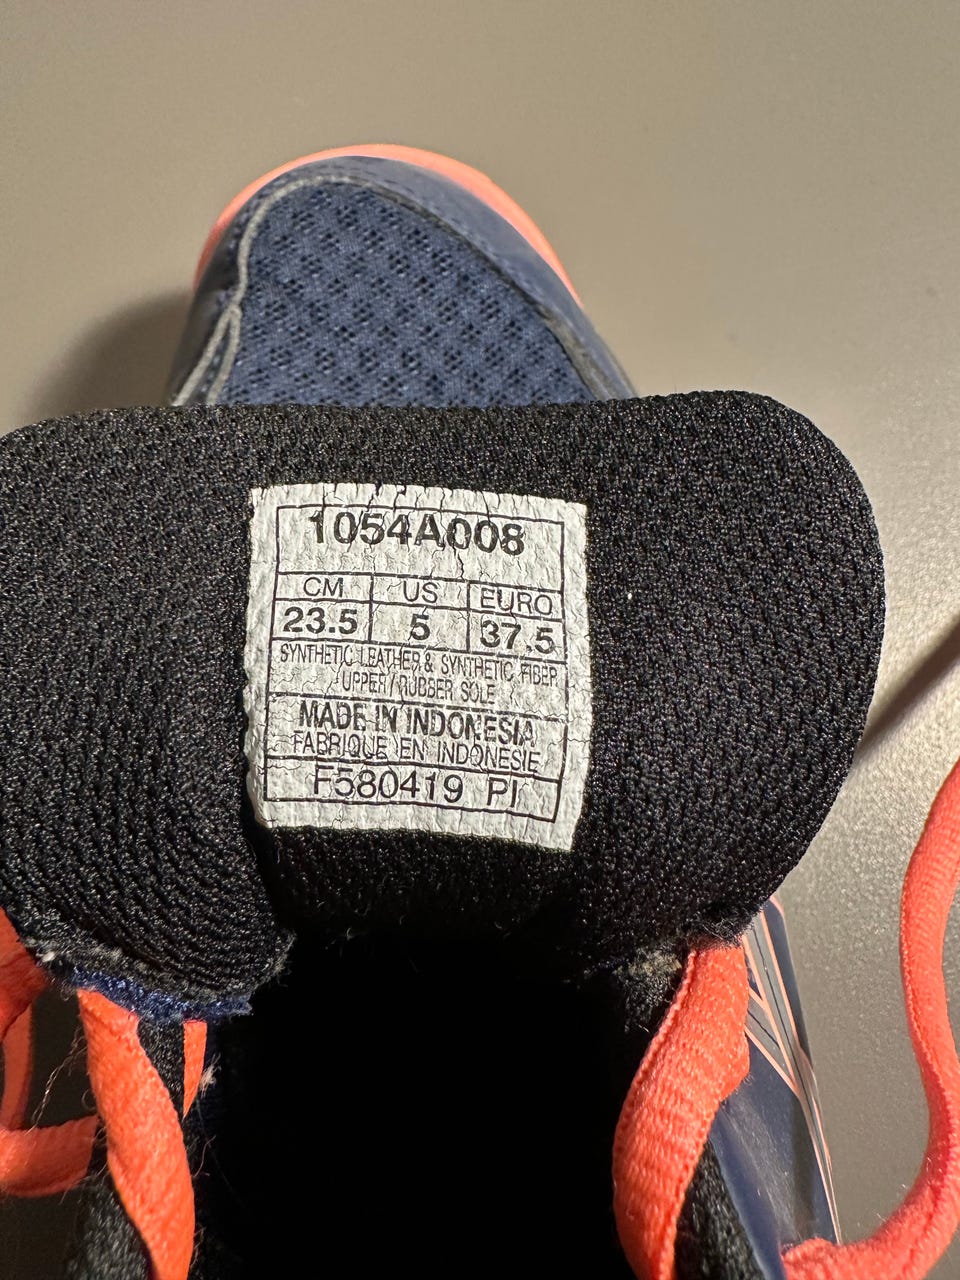 1054A008
CM US EURO
23.5 5 37.5
SYNTHETIC LEATHER & SYNTHETIC FIBER
UPPER / RUBBER SOLE
MADE IN INDONESIA
FABRIQUE EN INDONESIE
F580419 PI